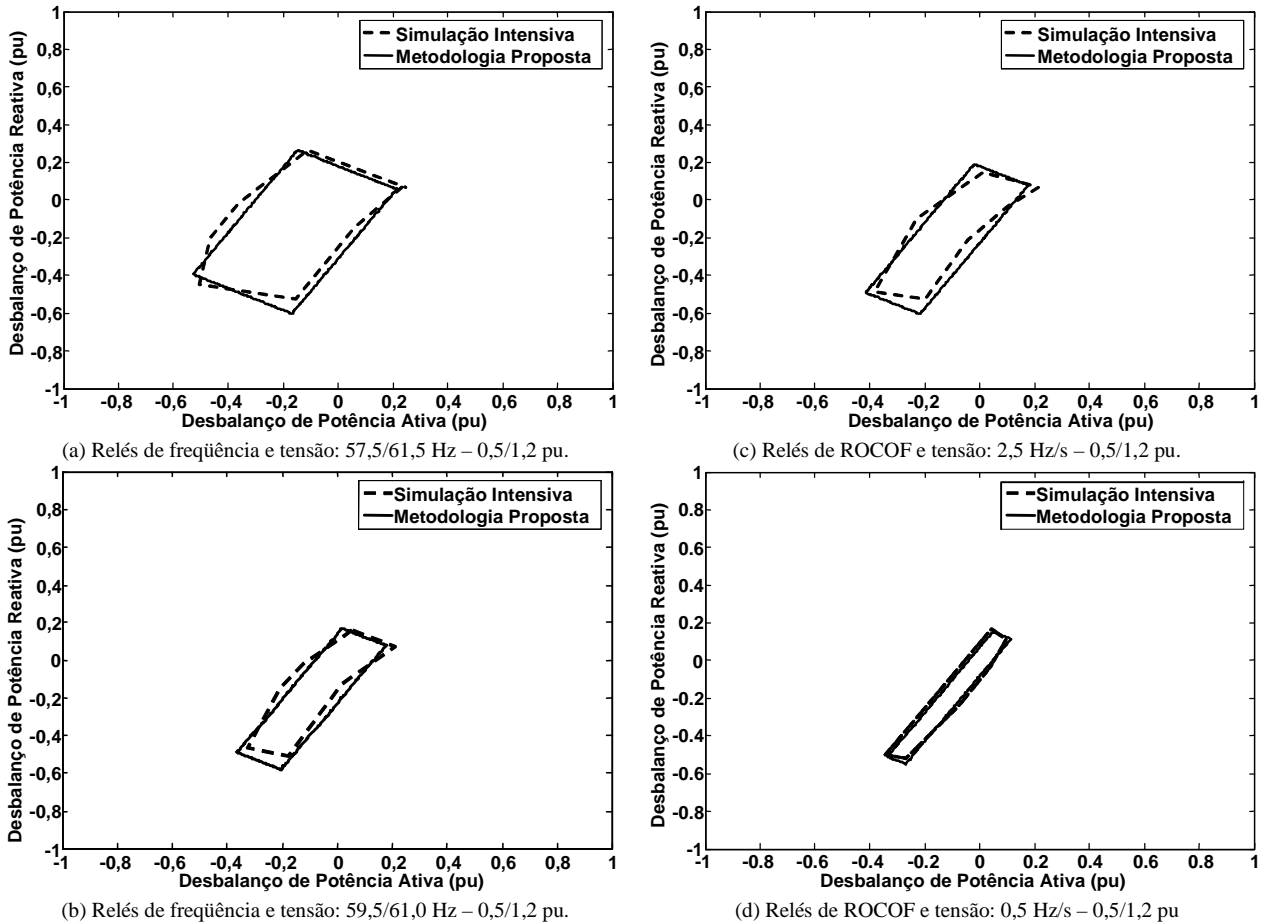 Desbalanço de Potência Reativa (pu)
1
0,8
0,6
0,4
0,2
0
-0,2
-0,4
-0,6
-0,8
-1
Simulação Intensiva
Metodologia Proposta
-1 -0,8 -0,6 -0,4 -0,2 0 0,2 0,4 0,6 0,8 1
Desbalanço de Potência Ativa (pu)
(a) Relés de freqüência e tensão: 57,5/61,5 Hz – 0,5/1,2 pu.
Desbalanço de Potência Reativa (pu)
1
0,8
0,6
0,4
0,2
0
-0,2
-0,4
-0,6
-0,8
-1
Simulação Intensiva
Metodologia Proposta
-1 -0,8 -0,6 -0,4 -0,2 0 0,2 0,4 0,6 0,8 1
Desbalanço de Potência Ativa (pu)
(c) Relés de ROCOF e tensão: 2,5 Hz/s – 0,5/1,2 pu.
Desbalanço de Potência Reativa (pu)
1
0.8
0.6
0.4
0.2
0
-0,2
-0,4
-0,6
-0,8
-1
Simulação Intensiva
Metodologia Proposta
-1 -0,8 -0,6 -0,4 -0,2 0 0,2 0,4 0,6 0,8 1
Desbalanço de Potência Ativa (pu)
(b) Relés de freqüência e tensão: 59,5/61,0 Hz – 0,5/1,2 pu.
Desbalanço de Potência Reativa (pu)
1
0.8
0.6
0.4
0.2
0
-0,2
-0,4
-0,6
-0,8
-1
Simulação Intensiva
Metodologia Proposta
-1 -0,8 -0,6 -0,4 -0,2 0 0.2 0.4 0.6 0.8 1
Desbalanço de Potência Ativa (pu)
(d) Relés de ROCOF e tensão: 0,5 Hz/s – 0,5/1,2 pu